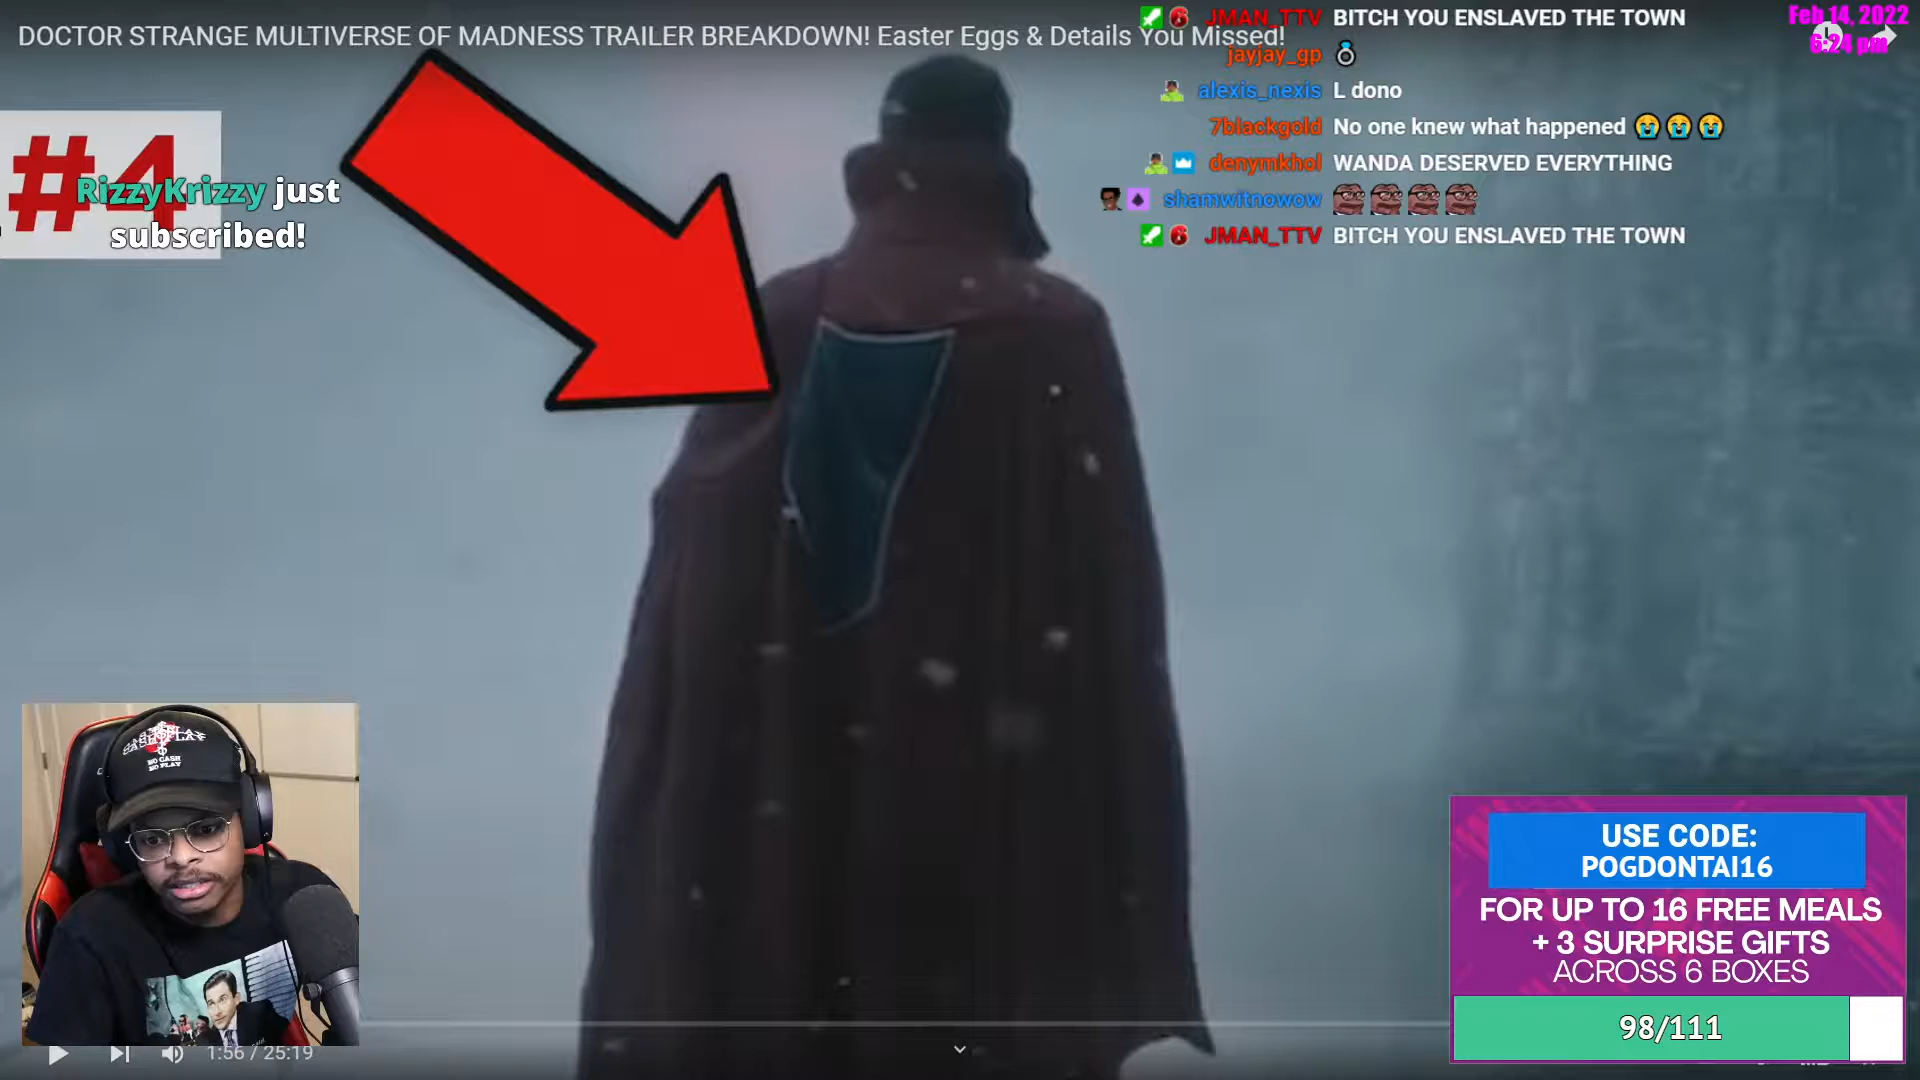 DOCTOR STRANGE MULTIVERSE OF MADNESS TRAILER BREAKDOWN! Easter Eggs & Details You Missed!
JMAN_TTV BITCH YOU ENSLAVED THE TOWN
jayjay_gp
alexis_nexis L dono
7blackgold No one knew what happened 😭😭😭
denymkhol WANDA DESERVED EVERYTHING
shamwitnowow
JMAN_TTV BITCH YOU ENSLAVED THE TOWN
Feb 14, 2022
6:24 pm
#4
RizzyKrizzy just
subscribed!
NO CASH
NO PLAY
USE CODE:
POGDONTAI16
FOR UP TO 16 FREE MEALS
+ 3 SURPRISE GIFTS
ACROSS 6 BOXES
98/111
1:56 / 25:19